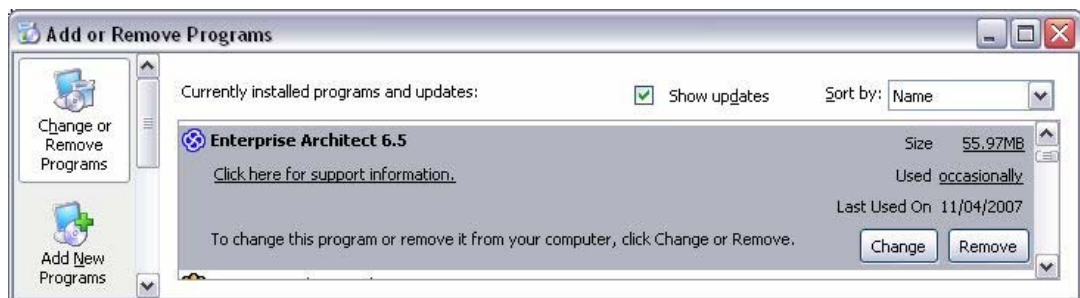 Add or Remove Programs
Change or
Remove
Programs
Add New
Programs
Currently installed programs and updates:
Show updates
Sort by: Name
Enterprise Architect 6.5
Size 55.97MB
Click here for support information.
Used occasionally
Last Used On 11/04/2007
To change this program or remove it from your computer, click Change or Remove.
Change
Remove